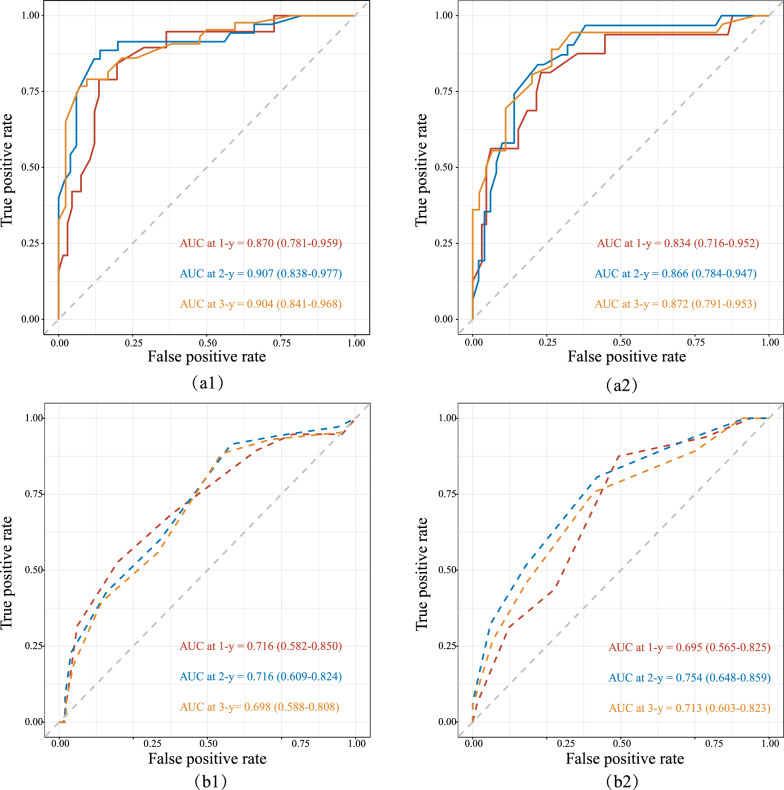 1.00
0.75
0.50
0.25
0.00
True positive rate
AUC at 1-y = 0.870 (0.781-0.959)
AUC at 2-y = 0.907 (0.838-0.977)
AUC at 3-y = 0.904 (0.841-0.968)
0.00 0.25 0.50 0.75 1.00
False positive rate
(a1)
1.00
0.75
0.50
0.25
0.00
True positive rate
AUC at 1-y = 0.834 (0.716-0.952)
AUC at 2-y = 0.866 (0.784-0.947)
AUC at 3-y = 0.872 (0.791-0.953)
0.00 0.25 0.50 0.75 1.00
False positive rate
(a2)
1.00
0.75
0.50
0.25
0.00
True positive rate
AUC at 1-y = 0.716 (0.582-0.850)
AUC at 2-y = 0.716 (0.609-0.824)
AUC at 3-y= 0.698 (0.588-0.808)
0.00 0.25 0.50 0.75 1.00
False positive rate
(b1)
1.00
0.75
0.50
0.25
0.00
True positive rate
AUC at 1-y = 0.695 (0.565-0.825)
AUC at 2-y = 0.754 (0.648-0.859)
AUC at 3-y = 0.713 (0.603-0.823)
0.00 0.25 0.50 0.75 1.00
False positive rate
(b2)